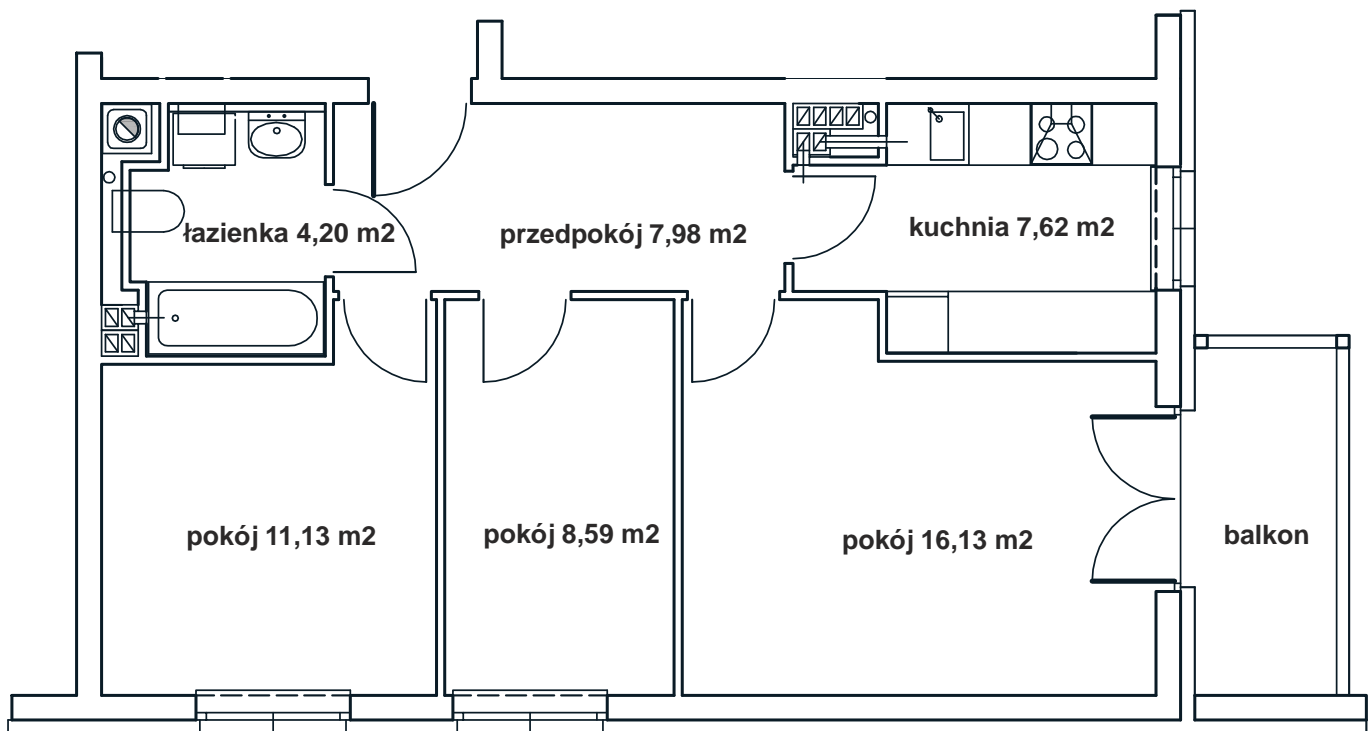 łazienka 4,20 m2
przedpokój 7,98 m2
kuchnia 7,62 m2
pokój 11,13 m2
pokój 8,59 m2
pokój 16,13 m2
balkon